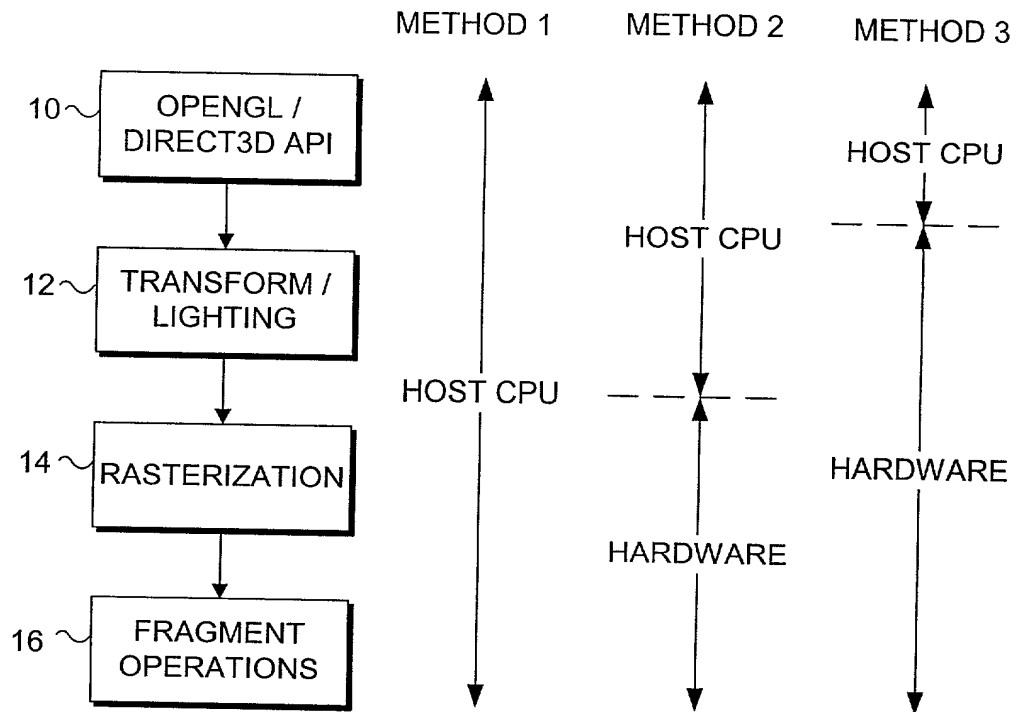 METHOD 1
METHOD 2
METHOD 3
10
OPENGL /
DIRECT3D API
HOST CPU
12
TRANSFORM /
LIGHTING
HOST CPU
HOST CPU
14
RASTERIZATION
HARDWARE
HARDWARE
16
FRAGMENT
OPERATIONS